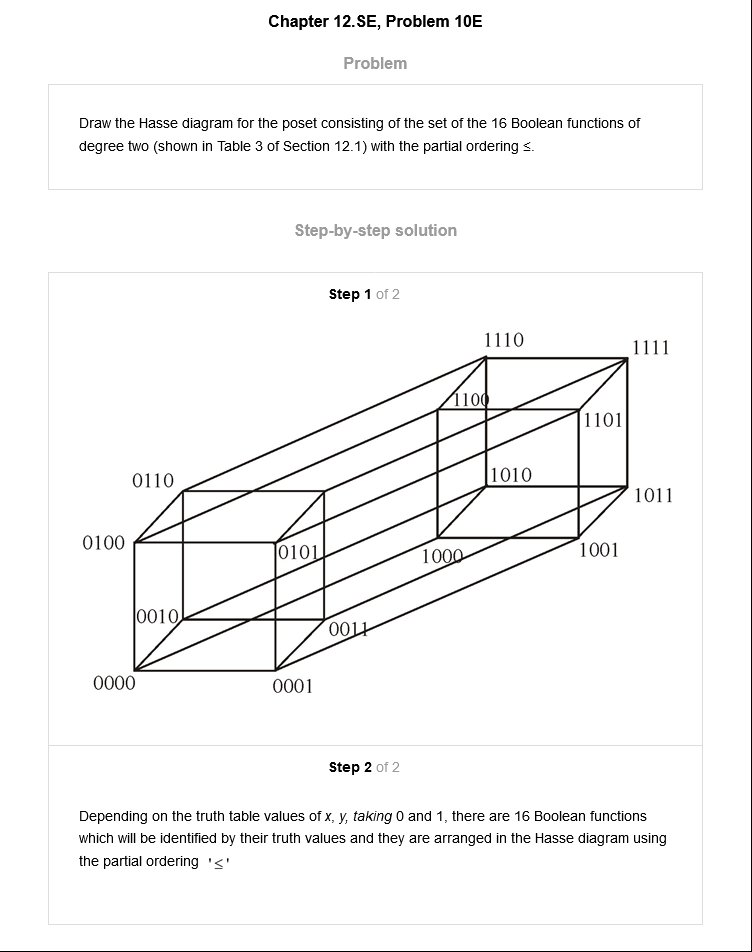 Chapter 12.SE, Problem 10E
Problem
Draw the Hasse diagram for the poset consisting of the set of the 16 Boolean functions of
degree two (shown in Table 3 of Section 12.1) with the partial ordering ≤.
Step-by-step solution
Step 1 of 2
1110
1111
1100
1101
0110
1010
1011
0100
0101
1000
1001
0010
0011
0000
0001
Step 2 of 2
Depending on the truth table values of x, y, taking 0 and 1, there are 16 Boolean functions
which will be identified by their truth values and they are arranged in the Hasse diagram using
the partial ordering '≤'